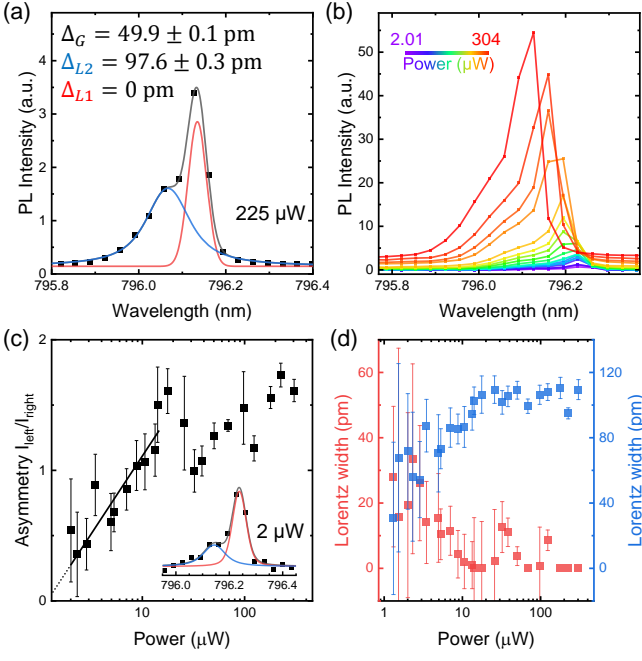 (a)
Δ_G = 49.9 ± 0.1 pm
Δ_L2 = 97.6 ± 0.3 pm
Δ_L1 = 0 pm
225 μW
PL Intensity (a.u.)
0
1
2
3
4
5
795.8
796.0
796.2
796.4
Wavelength (nm)
(b)
2.01
304
Power (μW)
PL Intensity (a.u.)
0
10
20
30
40
50
795.8
796.0
796.2
Wavelength (nm)
(c)
Asymmetry I_left/I_right
0
1
2
2 μW
796.0
796.2
796.4
10
100
Power (μW)
(d)
Lorentz width (pm)
0
20
40
60
1
10
100
Power (μW)
0
40
80
120
Lorentz width (pm)